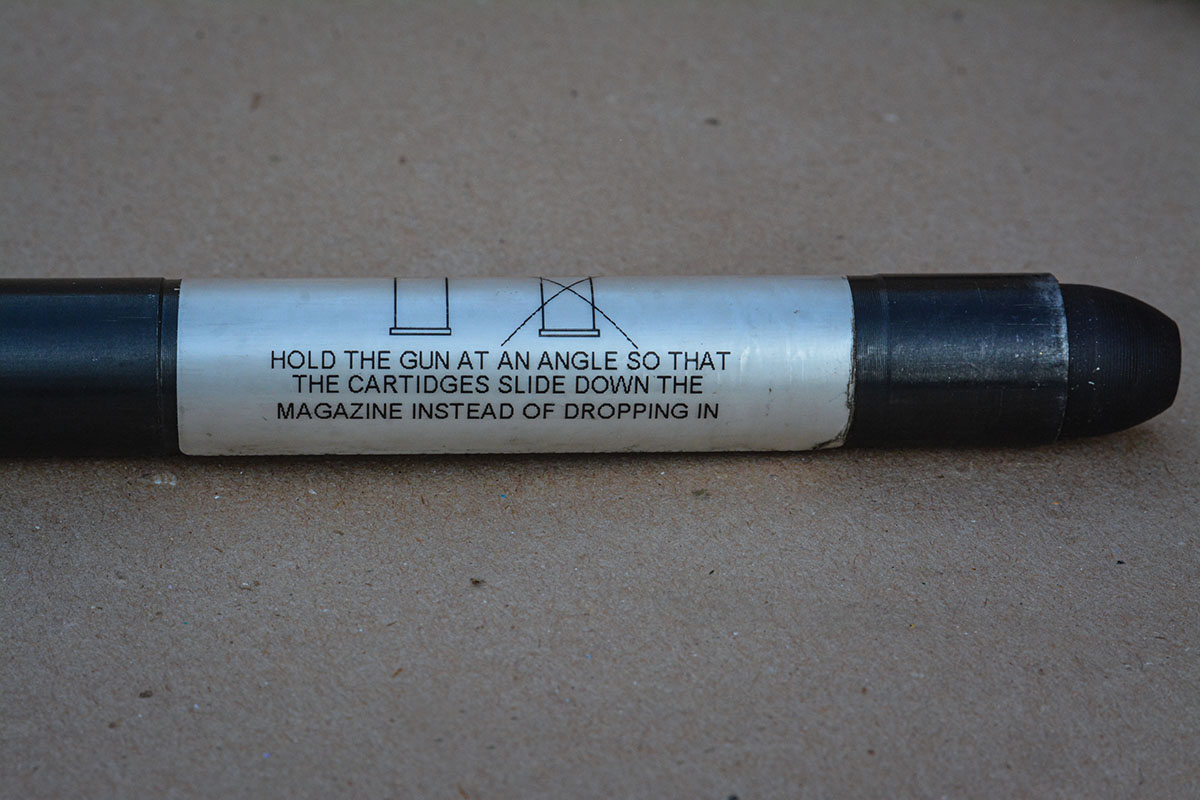 HOLD THE GUN AT AN ANGLE SO THAT
THE CARTIDGES SLIDE DOWN THE
MAGAZINE INSTEAD OF DROPPING IN